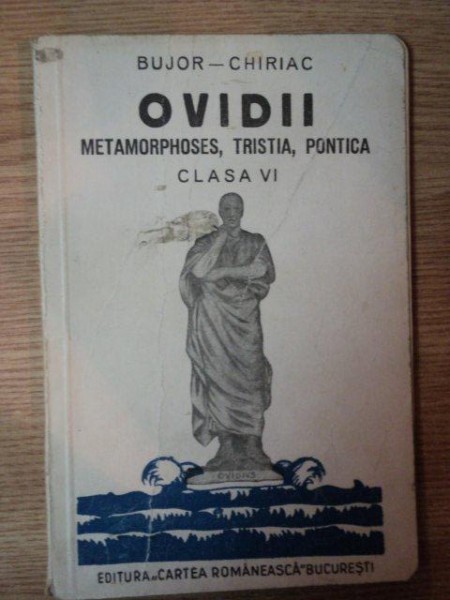 BUJOR — CHIRIAC
OVIDII
METAMORPHOSES, TRISTIA, PONTICA
CLASA VI
OVIDIUS
EDITURA „CARTEA ROMÂNEASCĂ" BUCUREȘTI